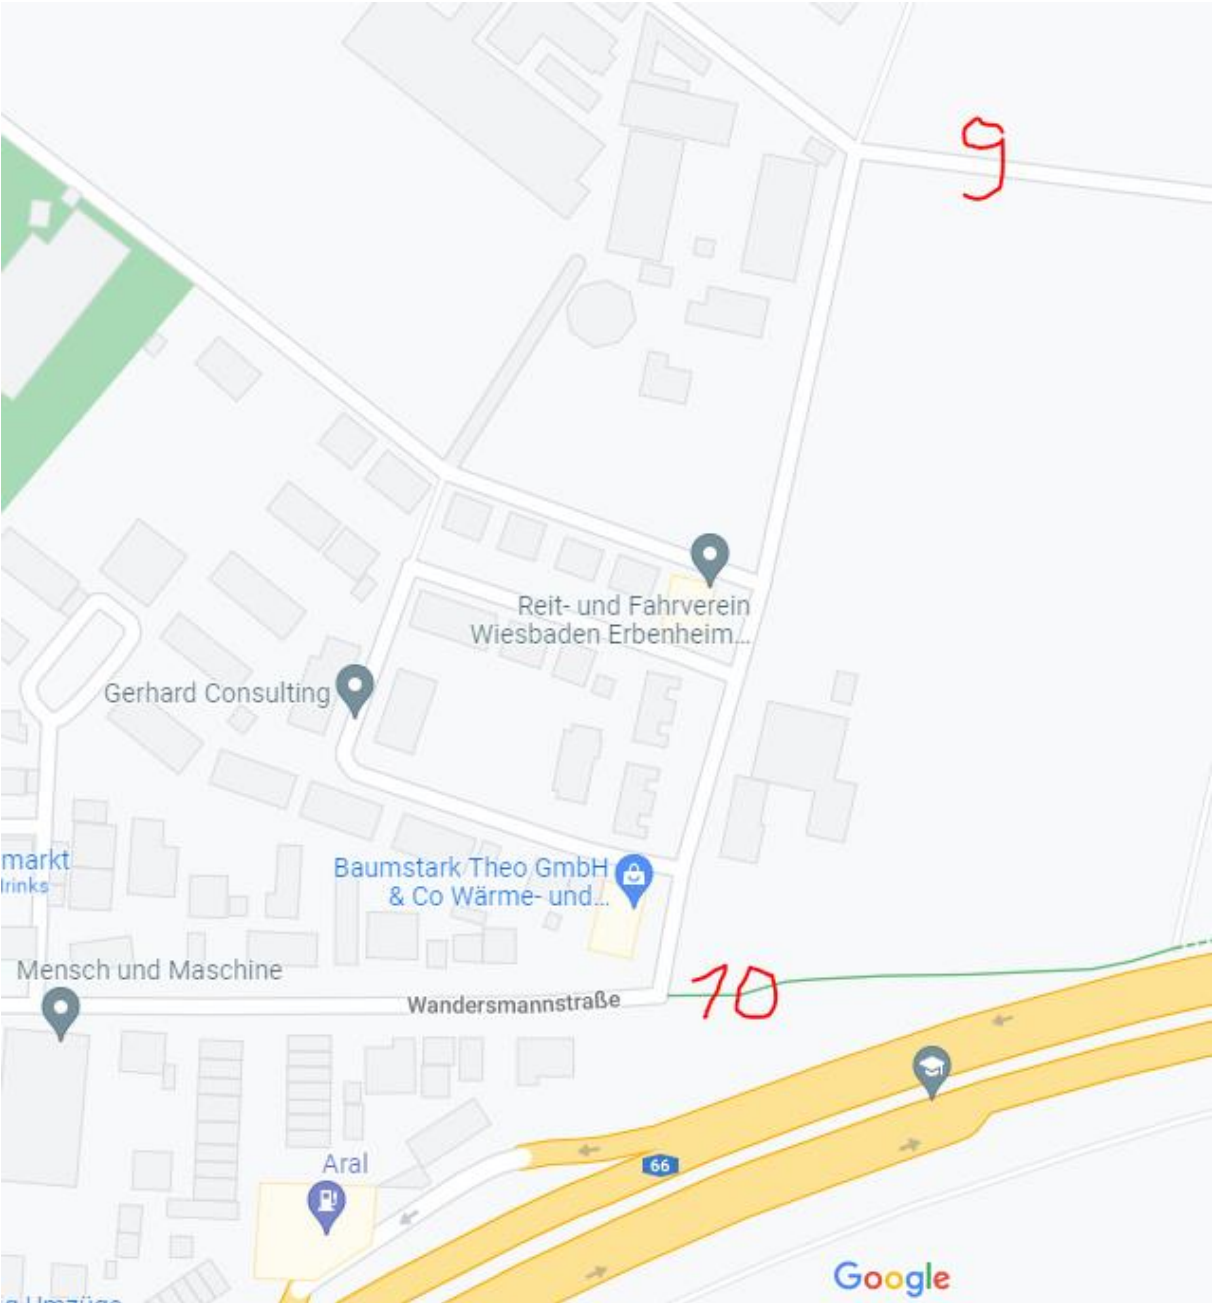 9
Reit- und Fahrverein
Wiesbaden Erbenheim...
Gerhard Consulting
markt
Baumstark Theo GmbH
& Co Wärme- und...
Mensch und Maschine
10
Wandersmannstraße
66
Aral
Google